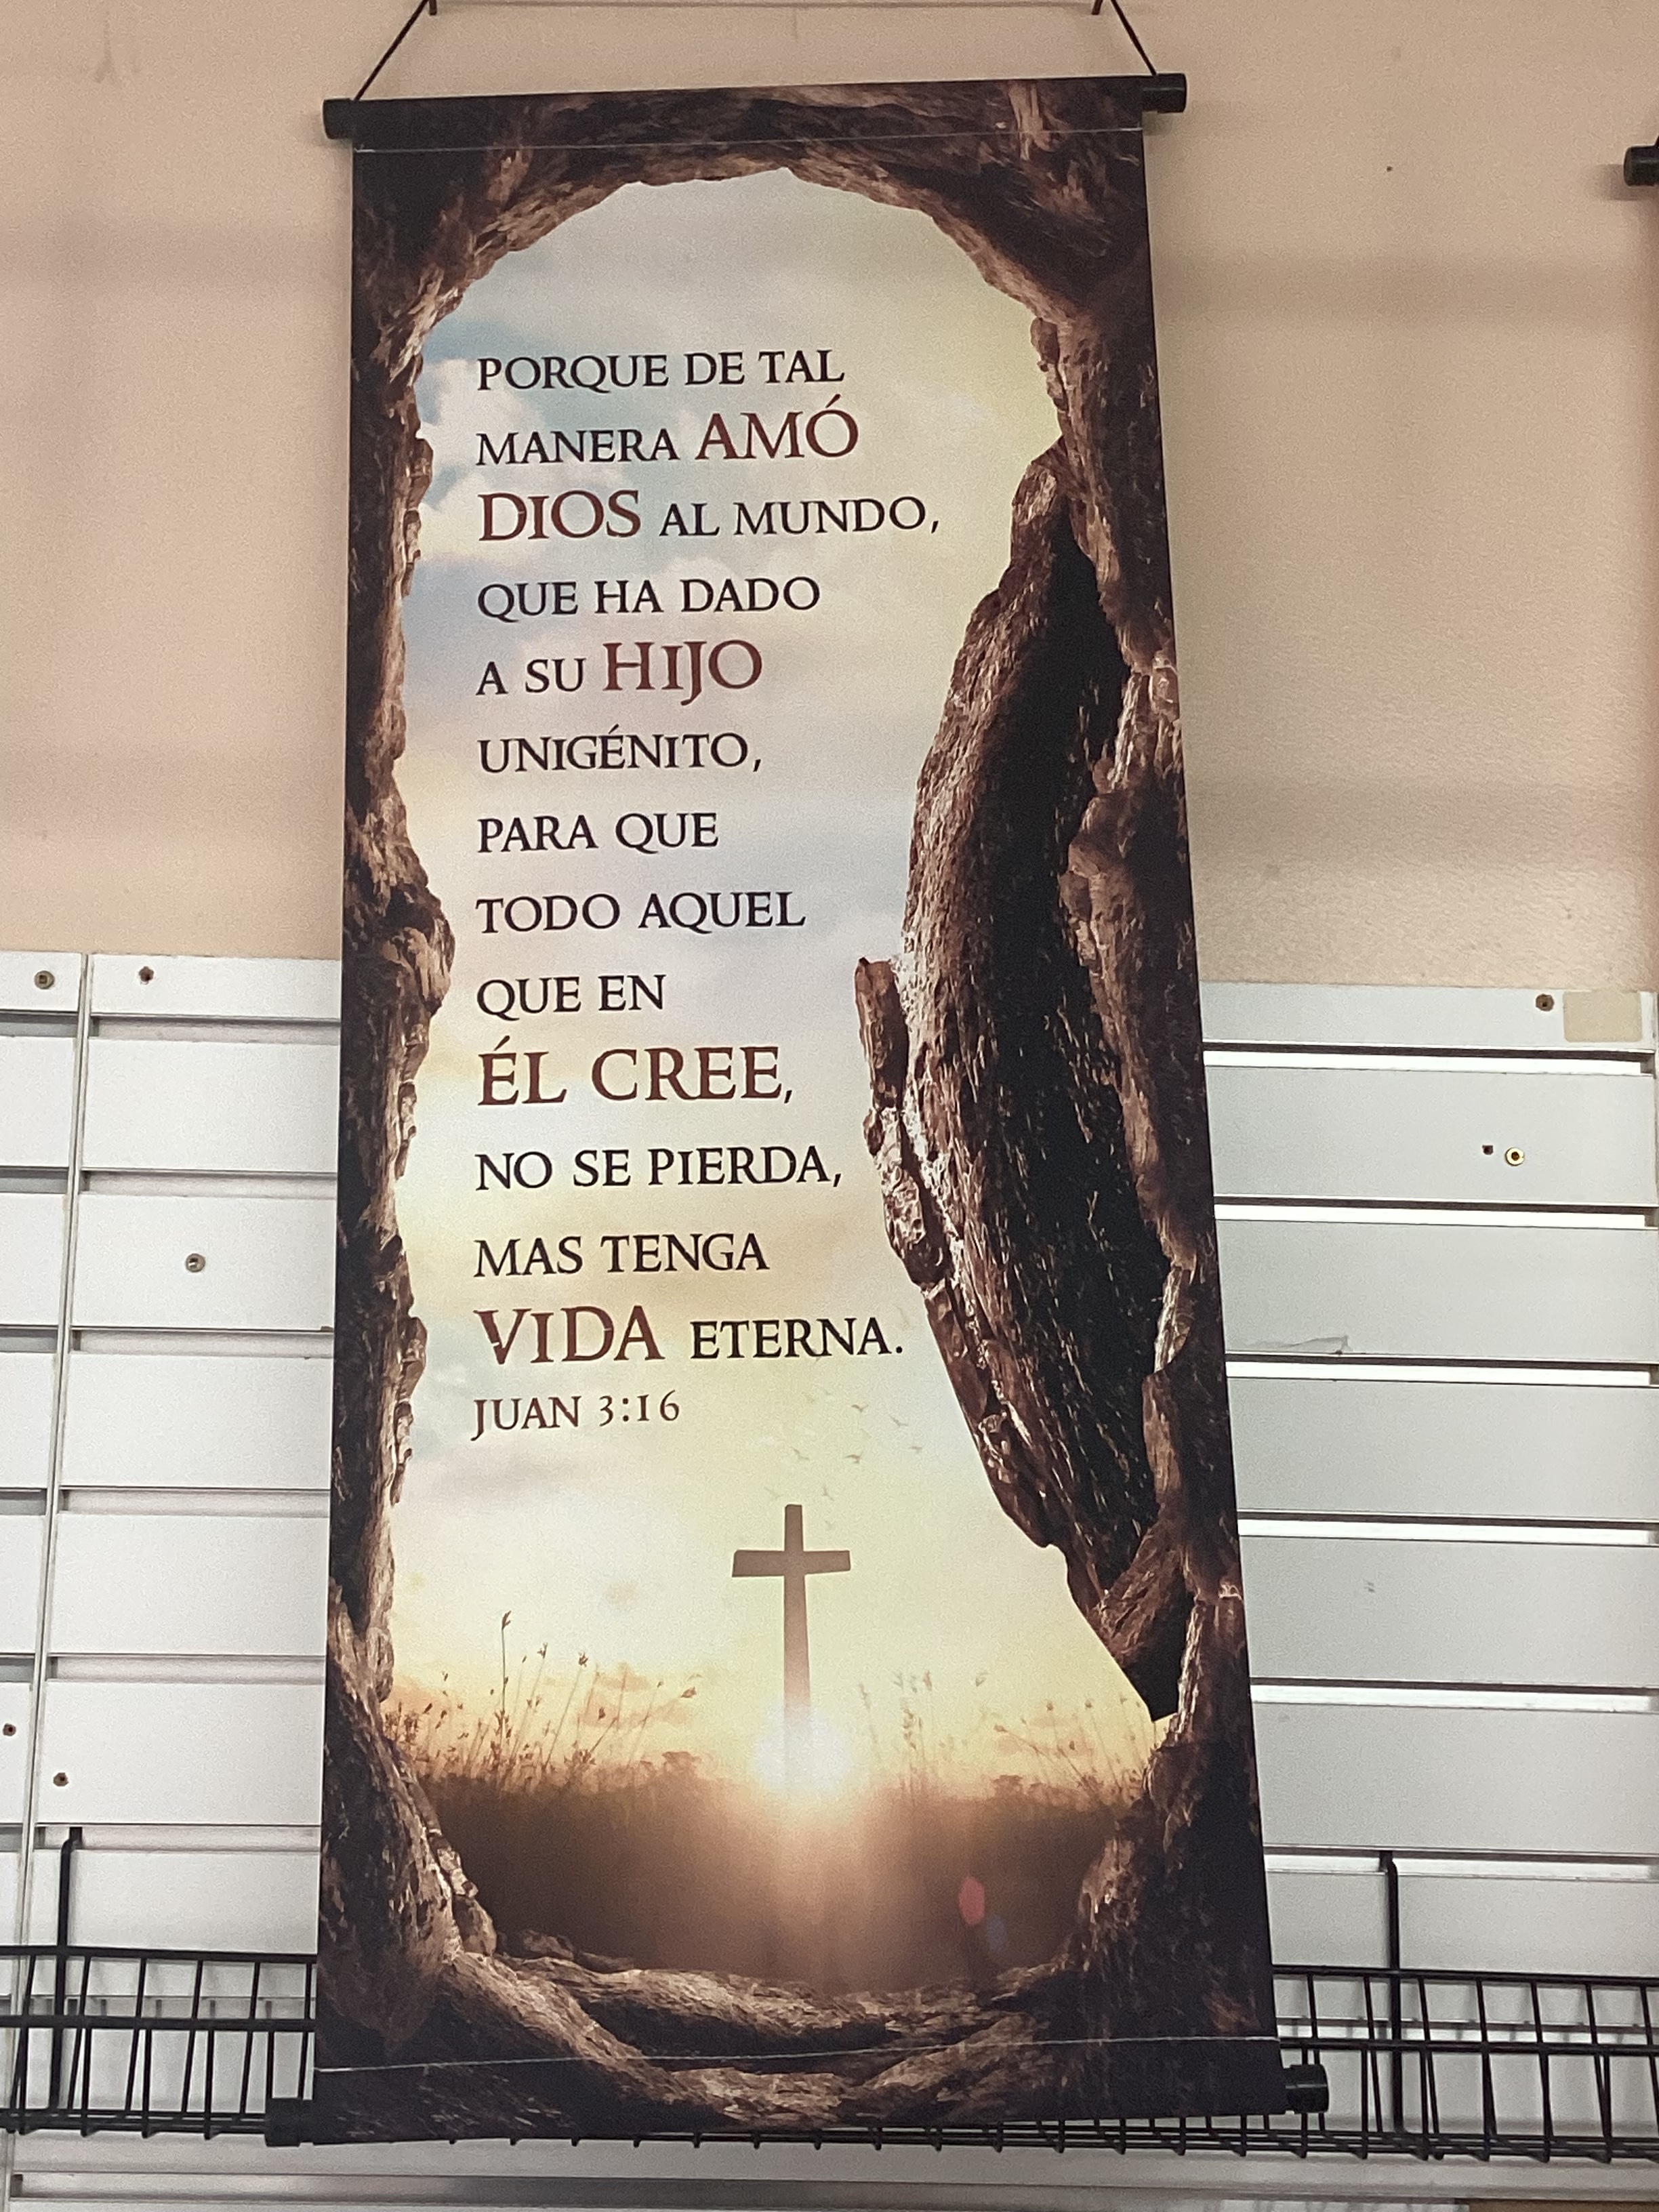 PORQUE DE TAL
MANERA AMÓ
DIOS AL MUNDO,
QUE HA DADO
A SU HIJO
UNIGÉNITO,
PARA QUE
TODO AQUEL
QUE EN
ÉL CREE,
NO SE PIERDA,
MAS TENGA
VIDA ETERNA.
JUAN 3:16